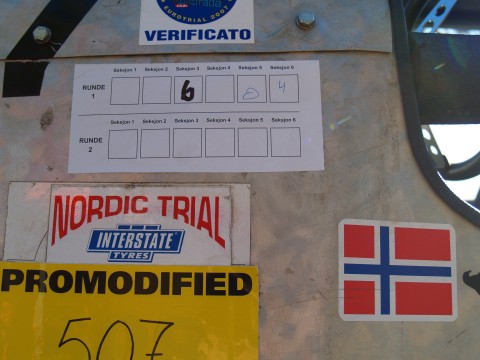 EUROTRIAL 2007
VERIFICATO
Seksjon 1 Seksjon 2 Seksjon 3 Seksjon 4 Seksjon 5 Seksjon 6
RUNDE 1
6 0 4
Seksjon 1 Seksjon 2 Seksjon 3 Seksjon 4 Seksjon 5 Seksjon 6
RUNDE 2
NORDIC TRIAL
INTERSTATE
TYRES
PROMODIFIED
507